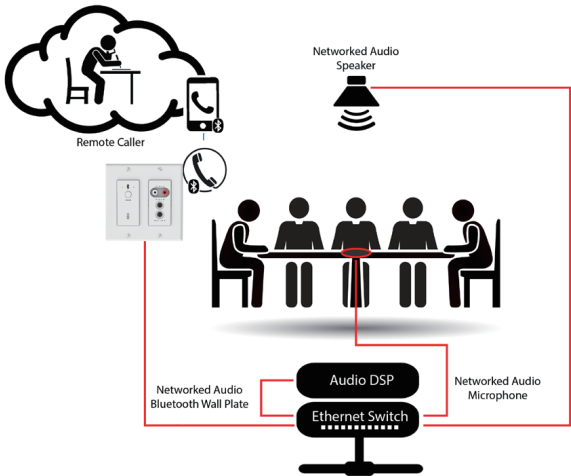 Networked Audio
Speaker
Remote Caller
Audio DSP
Networked Audio
Bluetooth Wall Plate
Ethernet Switch
Networked Audio
Microphone